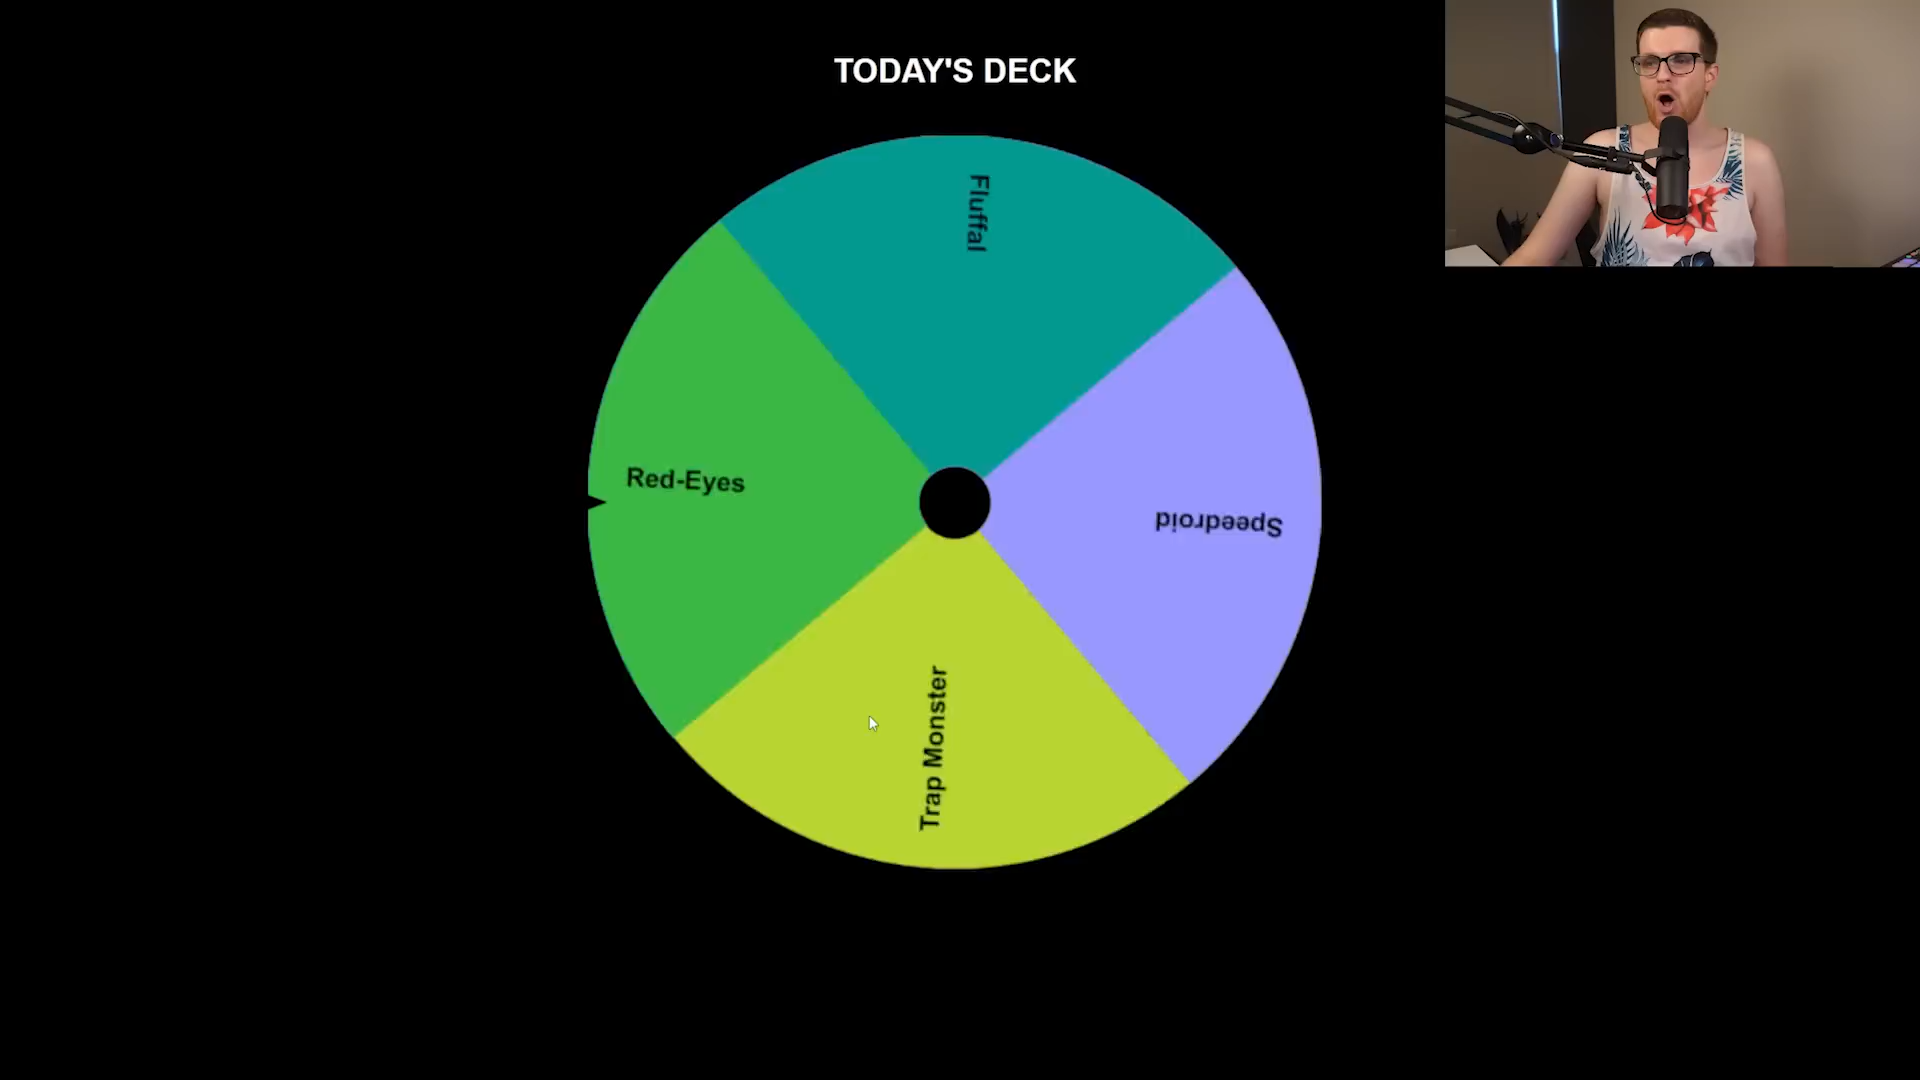 TODAY'S DECK
Fluffal
Red-Eyes
Speedroid
Trap Monster